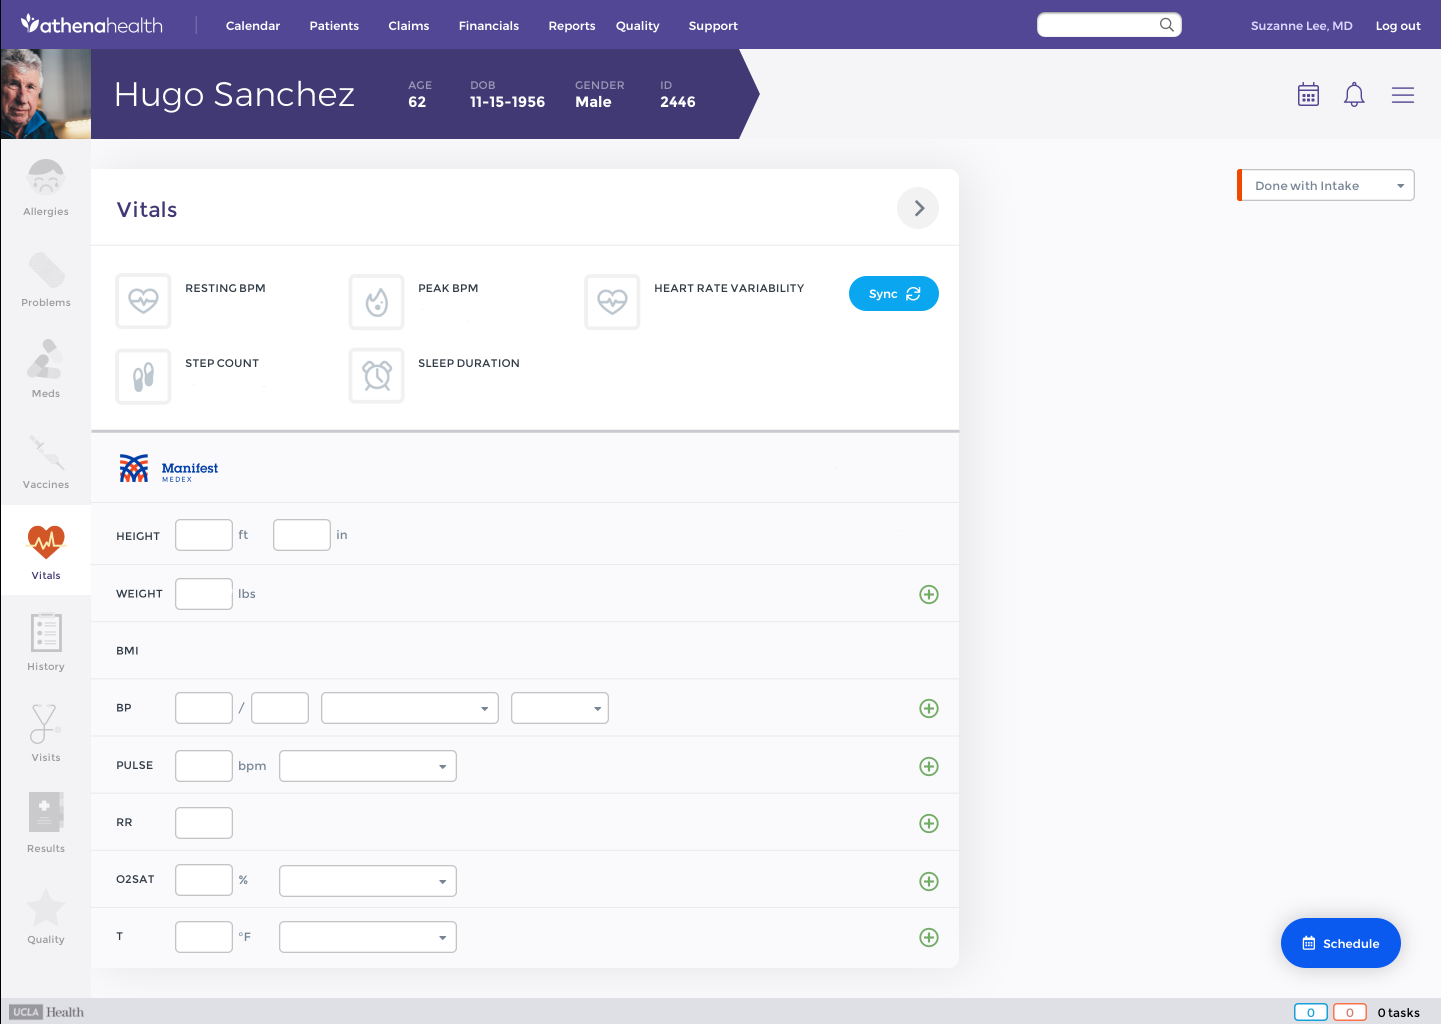 athenahealth
Calendar Patients Claims Financials Reports Quality Support
Suzanne Lee, MD Log out
Hugo Sanchez
AGE DOB GENDER ID
62 11-15-1956 Male 2446
Allergies
Problems
Meds
Vaccines
Vitals
History
Visits
Results
Quality
Vitals
Done with Intake
RESTING BPM PEAK BPM HEART RATE VARIABILITY Sync
STEP COUNT SLEEP DURATION
Manifest
MEDEX
HEIGHT ft in
WEIGHT lbs
BMI
BP /
PULSE bpm
RR
O2SAT %
T °F
Schedule
UCLA Health
0 0 0 tasks